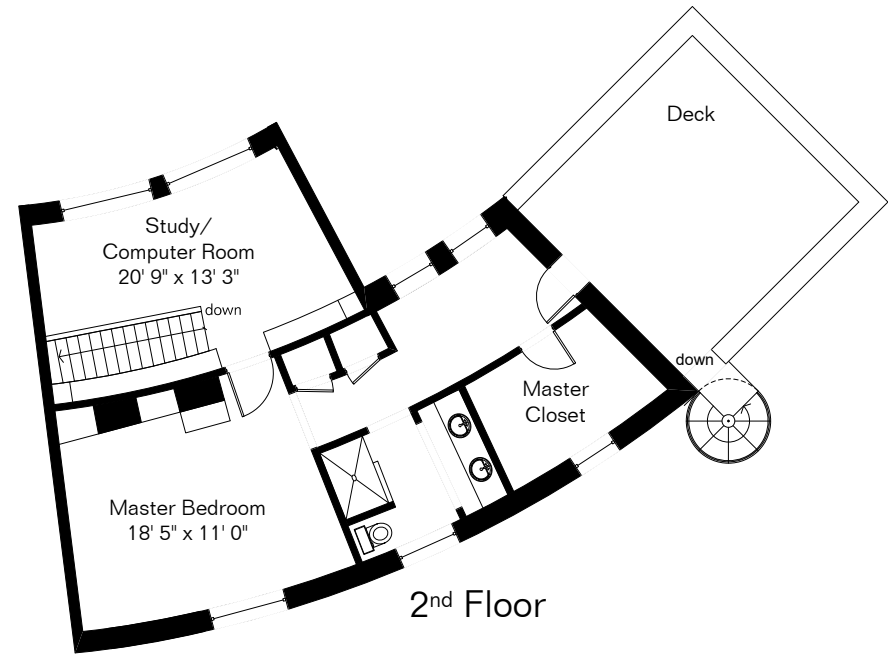 Deck
Study/
Computer Room
20' 9" x 13' 3"
down
down
Master
Closet
Master Bedroom
18' 5" x 11' 0"
2nd Floor